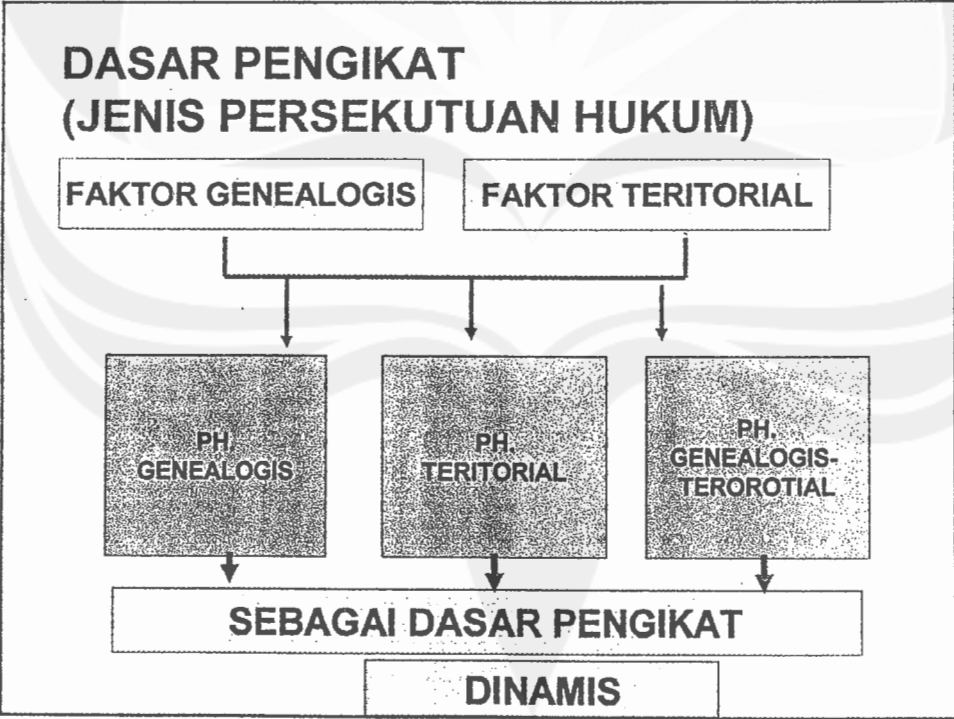 DASAR PENGIKAT
(JENIS PERSEKUTUAN HUKUM)
FAKTOR GENEALOGIS
FAKTOR TERITORIAL
PH.
GENEALOGIS
PH.
TERITORIAL
PH.
GENEALOGIS-
TEROROTIAL
SEBAGAI DASAR PENGIKAT
DINAMIS